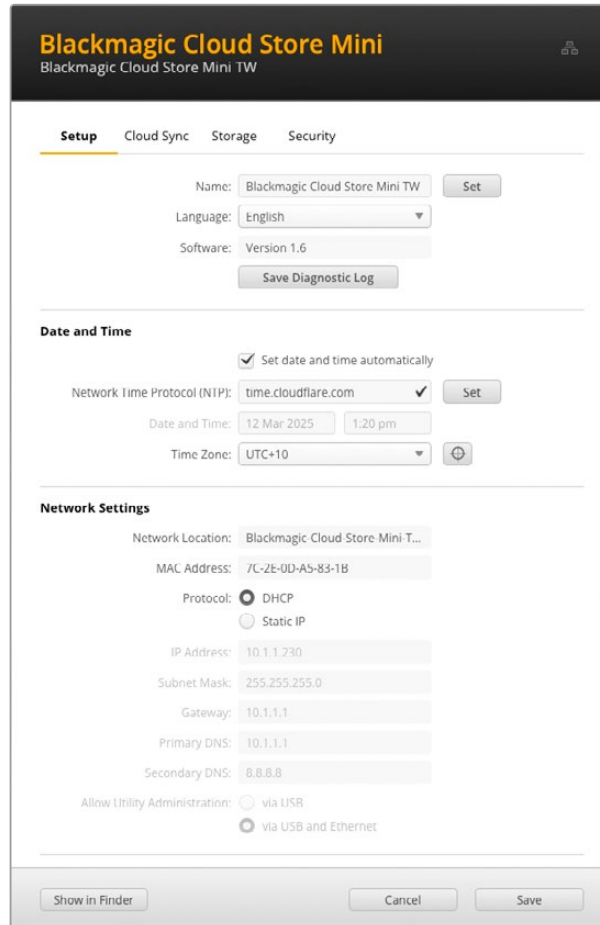 Blackmagic Cloud Store Mini
Blackmagic Cloud Store Mini TW
Setup Cloud Sync Storage Security
Name: Blackmagic Cloud Store Mini TW Set
Language: English
Software: Version 1.6
Save Diagnostic Log
Date and Time
Set date and time automatically
Network Time Protocol (NTP): time.cloudflare.com Set
Date and Time: 12 Mar 2025 1:20 pm
Time Zone: UTC+10
Network Settings
Network Location: Blackmagic-Cloud-Store-Mini-T...
MAC Address: 7C-2E-0D-A5-83-1B
Protocol: DHCP
Static IP
IP Address: 10.1.1.230
Subnet Mask: 255.255.255.0
Gateway: 10.1.1.1
Primary DNS: 10.1.1.1
Secondary DNS: 8.8.8.8
Allow Utility Administration: via USB
via USB and Ethernet
Show in Finder Cancel Save